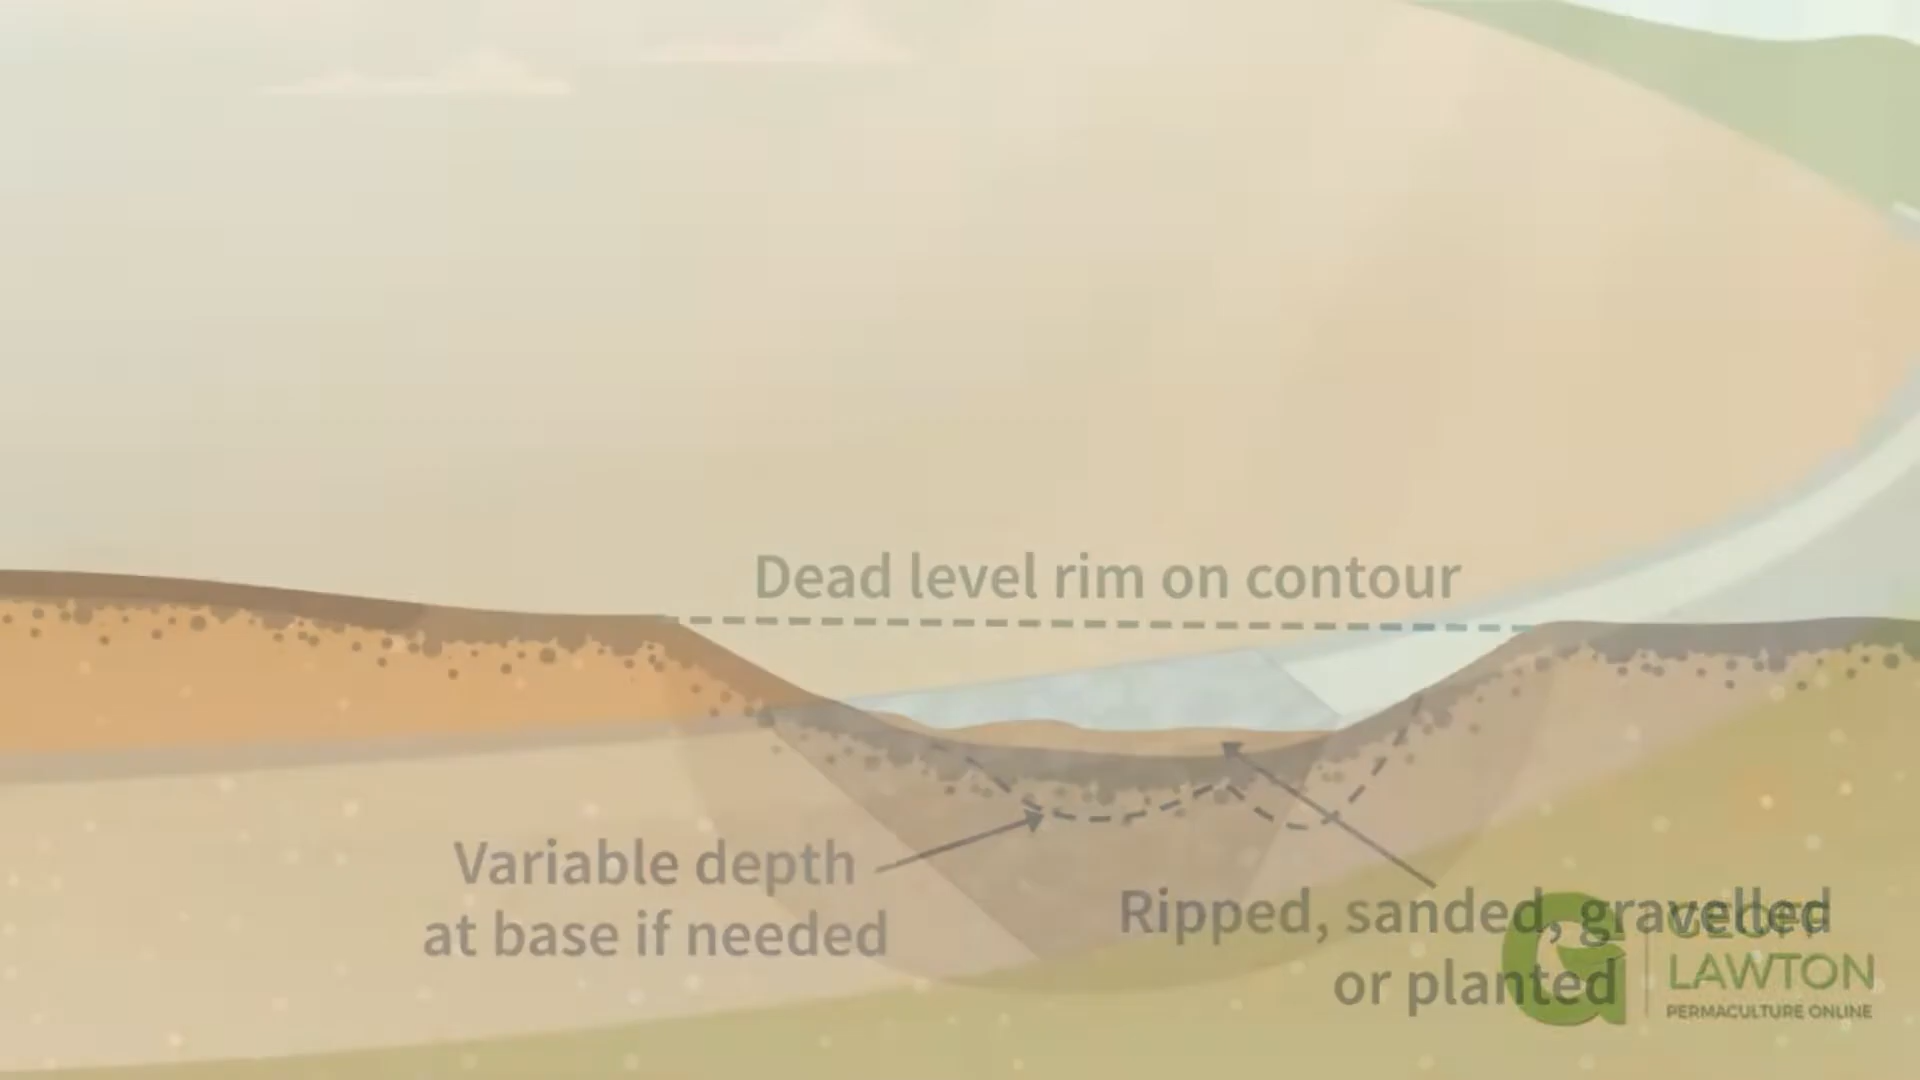 Dead level rim on contour
Variable depth
at base if needed
Ripped, sanded, gravelled
or planted
GEOFF
LAWTON
PERMACULTURE ONLINE